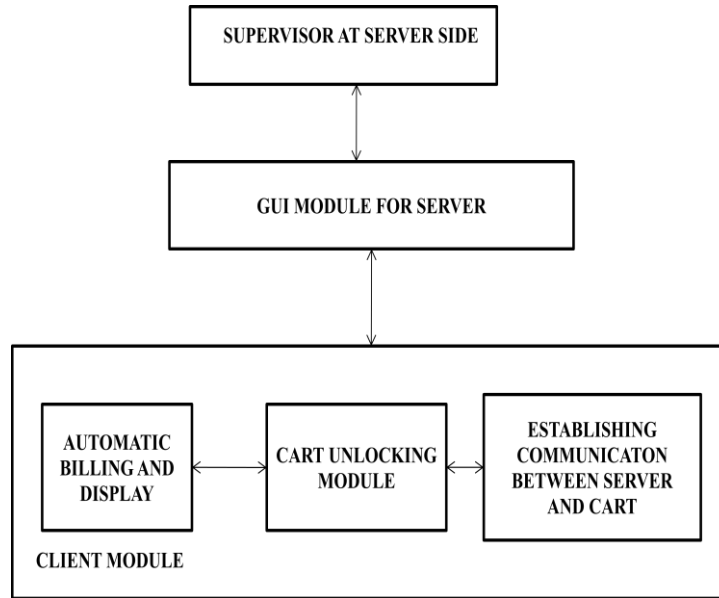 SUPERVISOR AT SERVER SIDE
GUI MODULE FOR SERVER
AUTOMATIC
BILLING AND
DISPLAY
CART UNLOCKING
MODULE
ESTABLISHING
COMMUNICATON
BETWEEN SERVER
AND CART
CLIENT MODULE